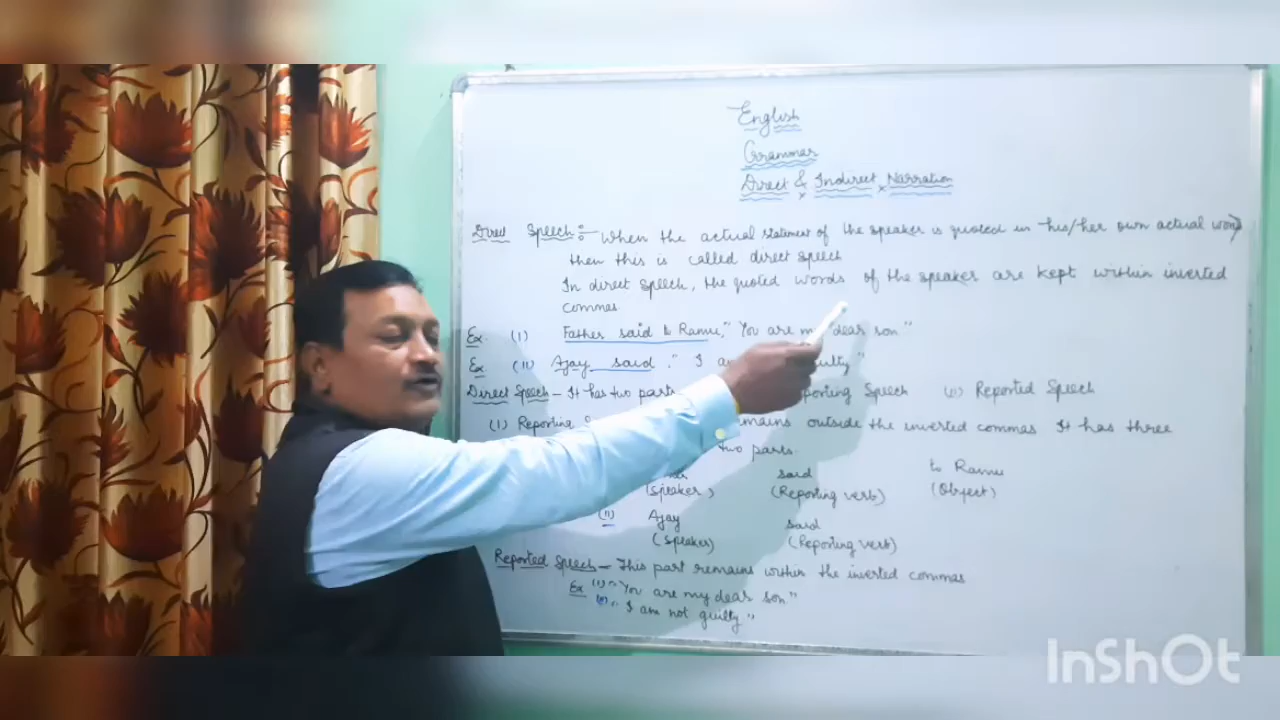 English
Grammar
Direct & Indirect Narration
Direct Speech :- When the actual statement of the speaker is quoted in his/her own actual words
then this is called direct speech
In direct speech, the quoted words of the speaker are kept within inverted
commas
Ex. (I) Father said to Ramu, "You are my dear son"
Ex (II) Ajay said, "I
Direct Speech - It has two parts Speech (II) Reported Speech
(1) Reporting outside the inverted commas It has three
two parts.
said to Ramu
(Speaker) (Reporting verb) (Object)
(II) Ajay said
(Speaker) (Reporting verb)
Reported Speech - This part remains within the inverted commas
Ex (I) "You are my dear son"
(II) "I am not guilty"
InShOt